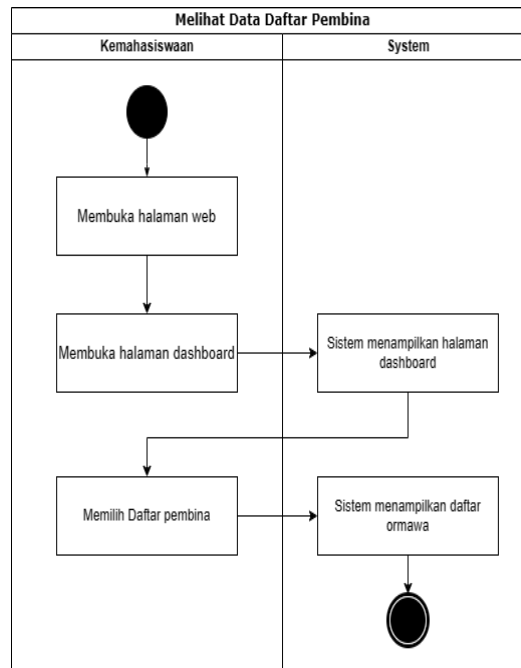 Melihat Data Daftar Pembina
Kemahasiswaan
System
Membuka halaman web
Membuka halaman dashboard
Sistem menampilkan halaman
dashboard
Memilih Daftar pembina
Sistem menampilkan daftar
ormawa